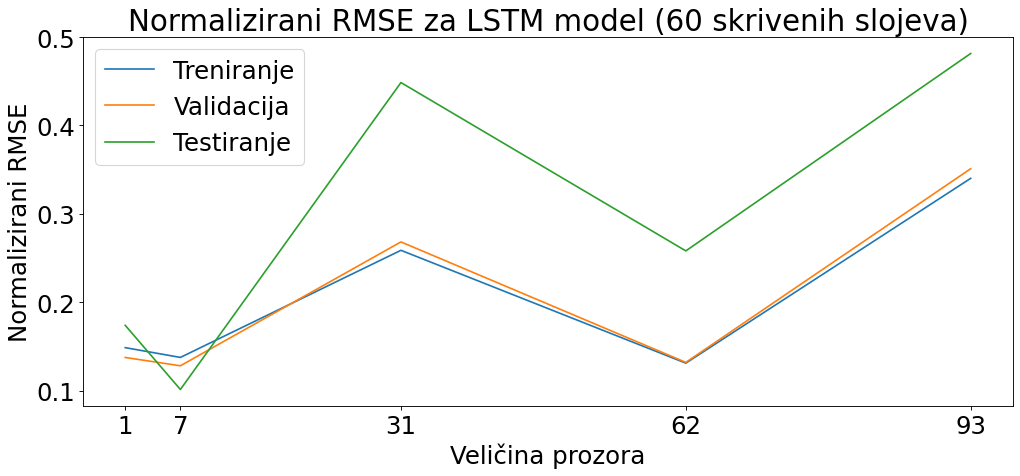 Normalizirani RMSE za LSTM model (60 skrivenih slojeva)
Normalizirani RMSE
0.5
0.4
0.3
0.2
0.1
Treniranje
Validacija
Testiranje
1 7 31 62 93
Veličina prozora